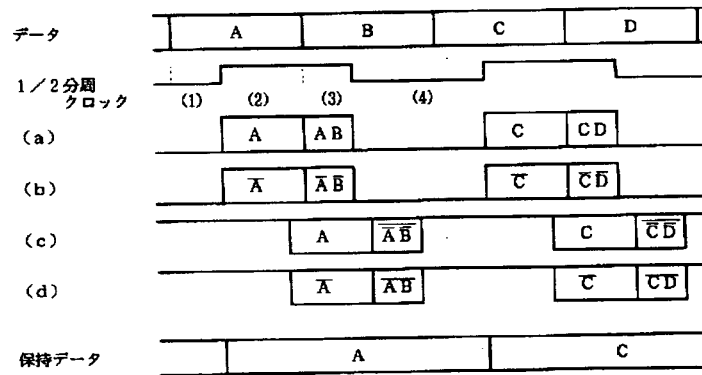 データ A B C D
1/2分周
クロック
(1) (2) (3) (4)
(a) A AB C CD
(b) A̅ A̅B̅ C̅ C̅D̅
(c) A A̅B̅ C C̅D̅
(d) A̅ A̅B̅ C̅ C̅D̅
保持データ A C